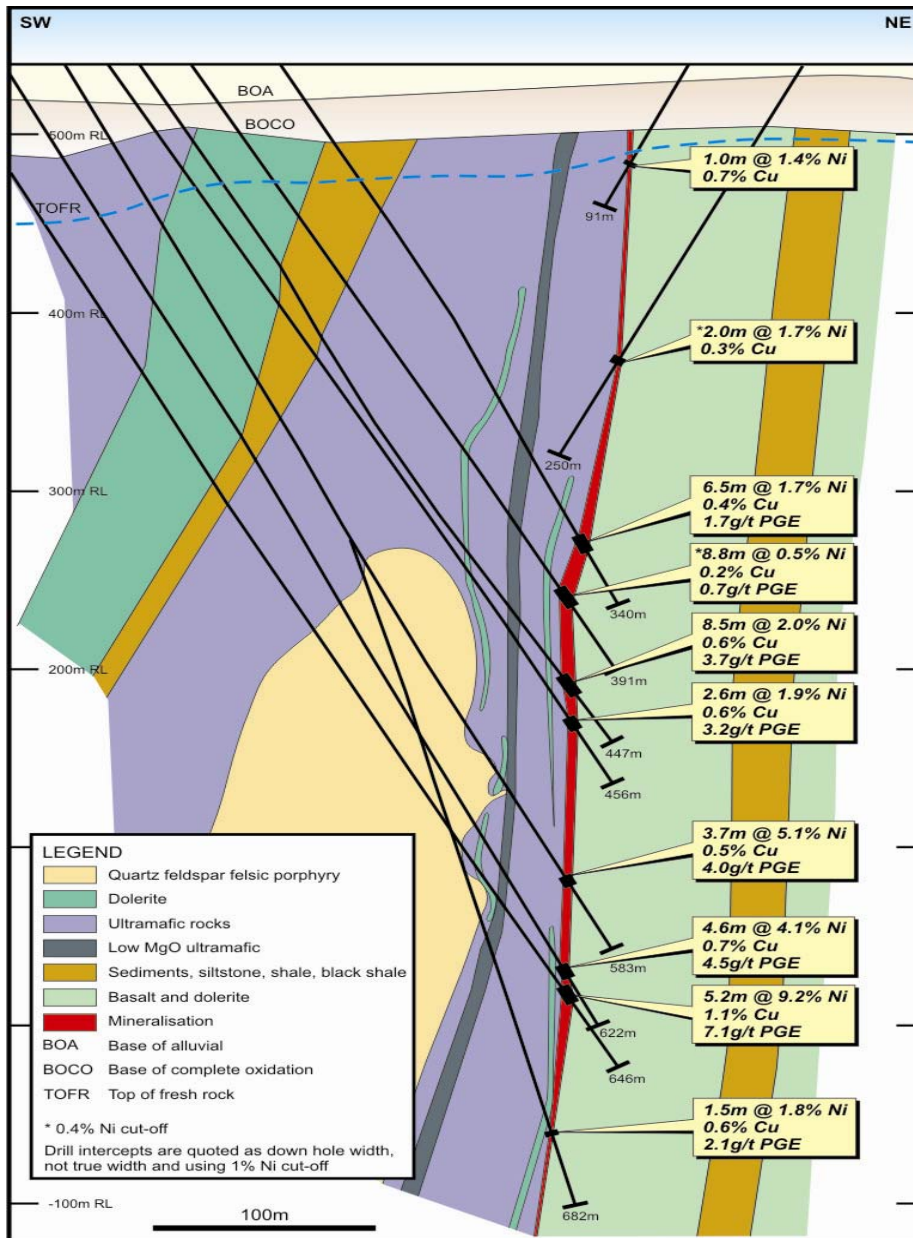 SW
NE
BOA
BOCO
500m RL
TOFR
1.0m @ 1.4% Ni
0.7% Cu
91m
400m RL
*2.0m @ 1.7% Ni
0.3% Cu
250m
300m RL
6.5m @ 1.7% Ni
0.4% Cu
1.7g/t PGE
*8.8m @ 0.5% Ni
0.2% Cu
0.7g/t PGE
340m
8.5m @ 2.0% Ni
0.6% Cu
3.7g/t PGE
200m RL
391m
2.6m @ 1.9% Ni
0.6% Cu
3.2g/t PGE
447m
456m
3.7m @ 5.1% Ni
0.5% Cu
4.0g/t PGE
583m
4.6m @ 4.1% Ni
0.7% Cu
4.5g/t PGE
5.2m @ 9.2% Ni
1.1% Cu
7.1g/t PGE
622m
646m
1.5m @ 1.8% Ni
0.6% Cu
2.1g/t PGE
682m
LEGEND
Quartz feldspar felsic porphyry
Dolerite
Ultramafic rocks
Low MgO ultramafic
Sediments, siltstone, shale, black shale
Basalt and dolerite
Mineralisation
BOA Base of alluvial
BOCO Base of complete oxidation
TOFR Top of fresh rock
* 0.4% Ni cut-off
Drill intercepts are quoted as down hole width,
not true width and using 1% Ni cut-off
-100m RL
100m